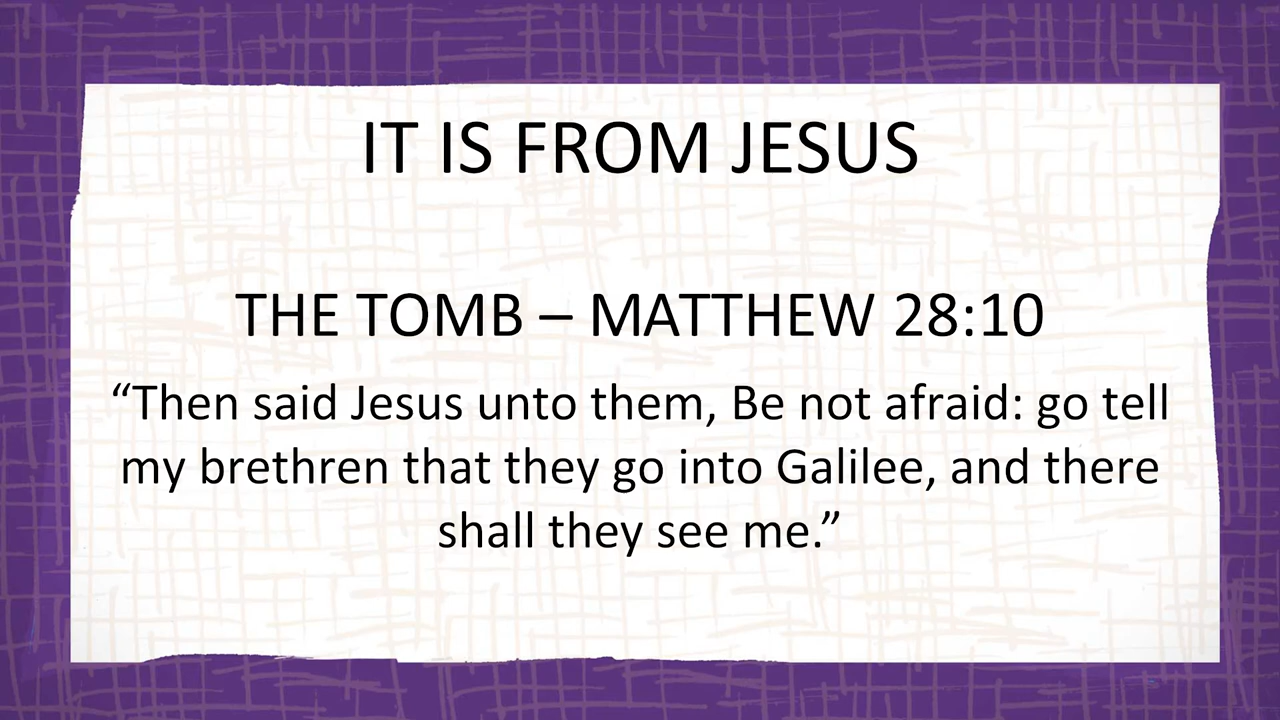 IT IS FROM JESUS
THE TOMB – MATTHEW 28:10
“Then said Jesus unto them, Be not afraid: go tell
my brethren that they go into Galilee, and there
shall they see me.”